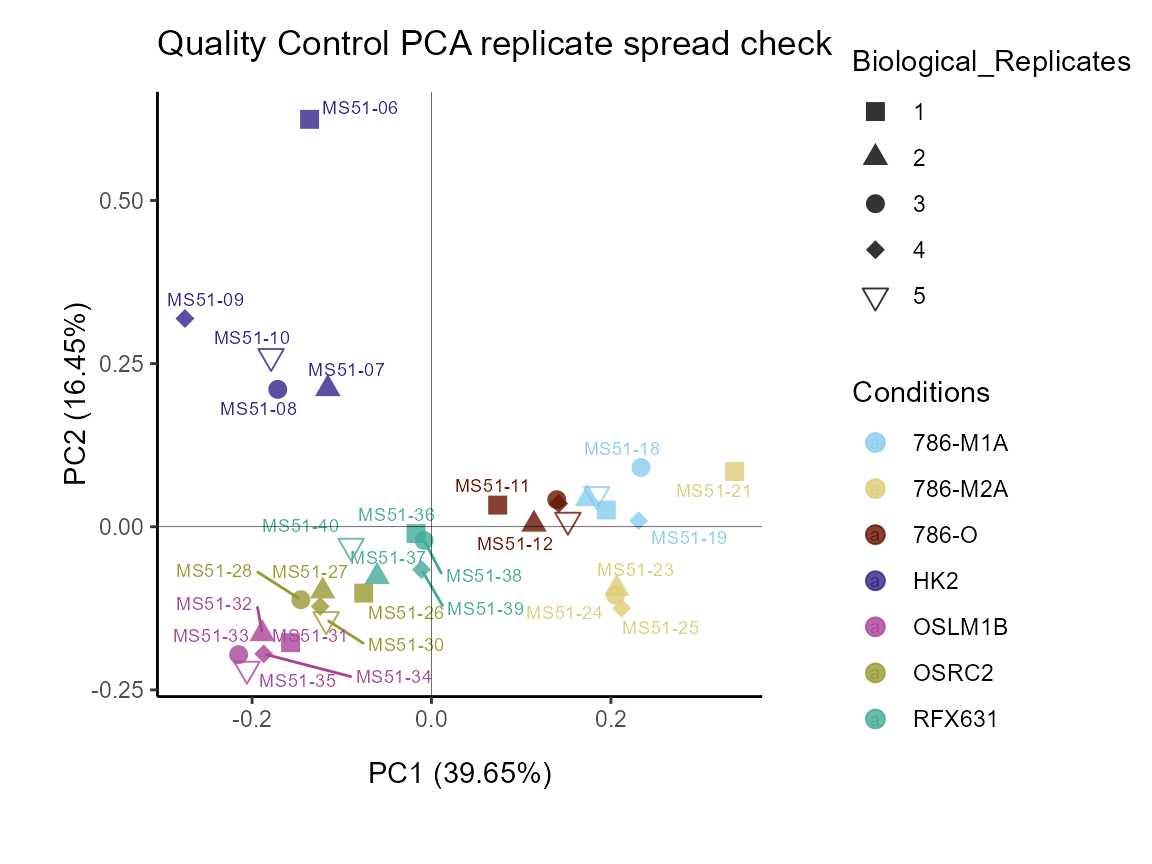 Quality Control PCA replicate spread check
Biological_Replicates
1
2
3
4
5
Conditions
a 786-M1A
a 786-M2A
a 786-O
a HK2
a OSLM1B
a OSRC2
a RFX631
PC2 (16.45%)
0.50
0.25
0.00
-0.25
MS51-06
MS51-09
MS51-10
MS51-07
MS51-08
MS51-18
MS51-11
MS51-21
MS51-36
MS51-40
MS51-12
MS51-19
MS51-37
MS51-28
MS51-27
MS51-38
MS51-23
MS51-32
MS51-26
MS51-39
MS51-24
MS51-25
MS51-33
MS51-31
MS51-30
MS51-35
MS51-34
-0.2
0.0
0.2
PC1 (39.65%)